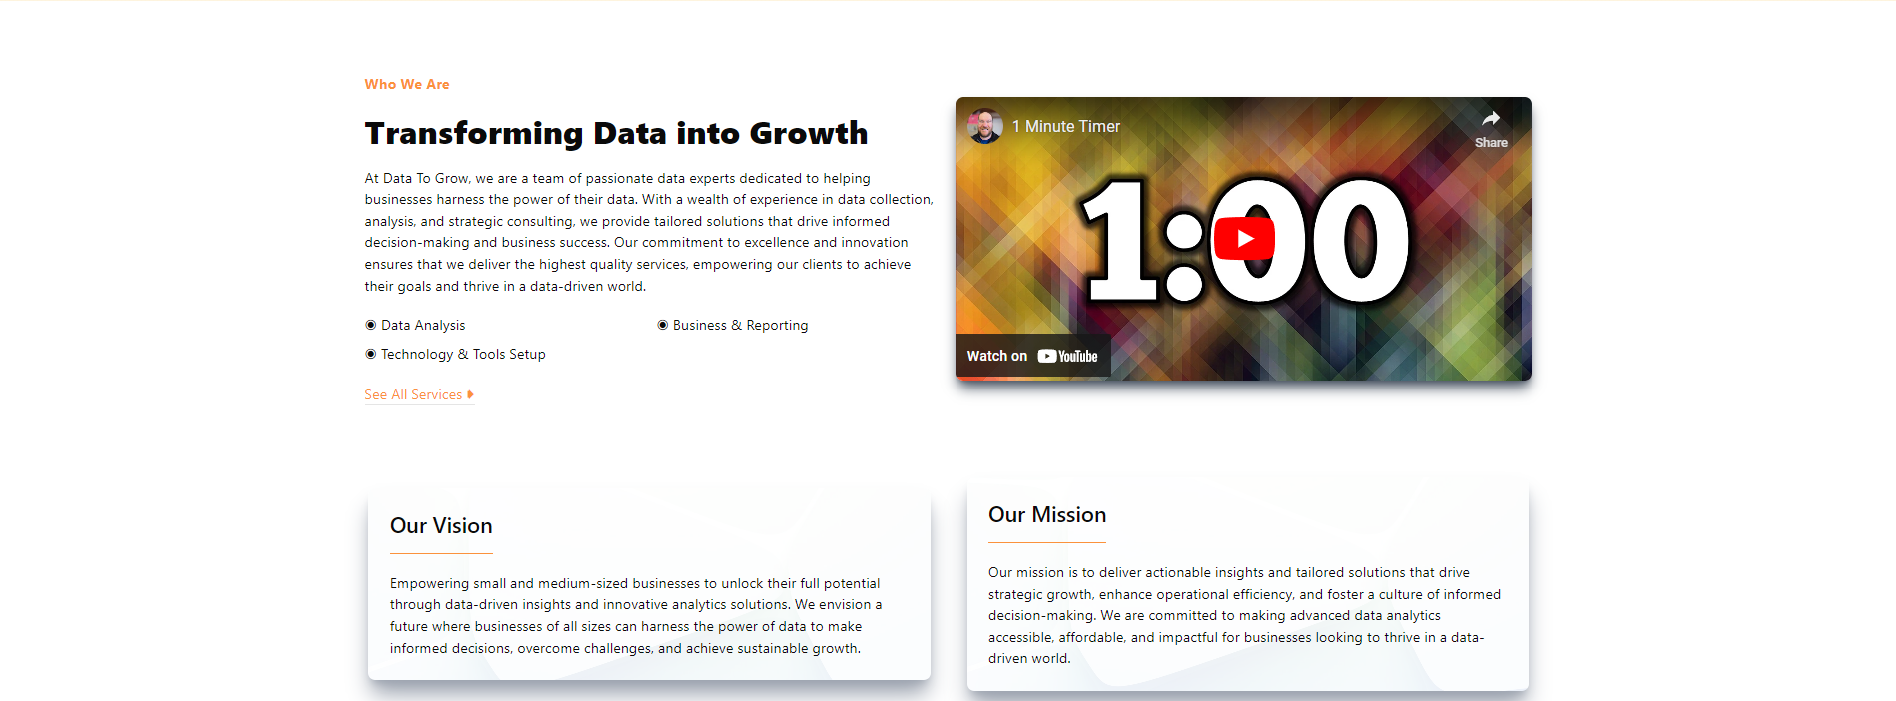 Who We Are
Transforming Data into Growth
At Data To Grow, we are a team of passionate data experts dedicated to helping
businesses harness the power of their data. With a wealth of experience in data collection,
analysis, and strategic consulting, we provide tailored solutions that drive informed
decision-making and business success. Our commitment to excellence and innovation
ensures that we deliver the highest quality services, empowering our clients to achieve
their goals and thrive in a data-driven world.
Data Analysis
Business & Reporting
Technology & Tools Setup
See All Services
1 Minute Timer
Share
1:00
Watch on YouTube
Our Vision
Empowering small and medium-sized businesses to unlock their full potential
through data-driven insights and innovative analytics solutions. We envision a
future where businesses of all sizes can harness the power of data to make
informed decisions, overcome challenges, and achieve sustainable growth.
Our Mission
Our mission is to deliver actionable insights and tailored solutions that drive
strategic growth, enhance operational efficiency, and foster a culture of informed
decision-making. We are committed to making advanced data analytics
accessible, affordable, and impactful for businesses looking to thrive in a data-
driven world.